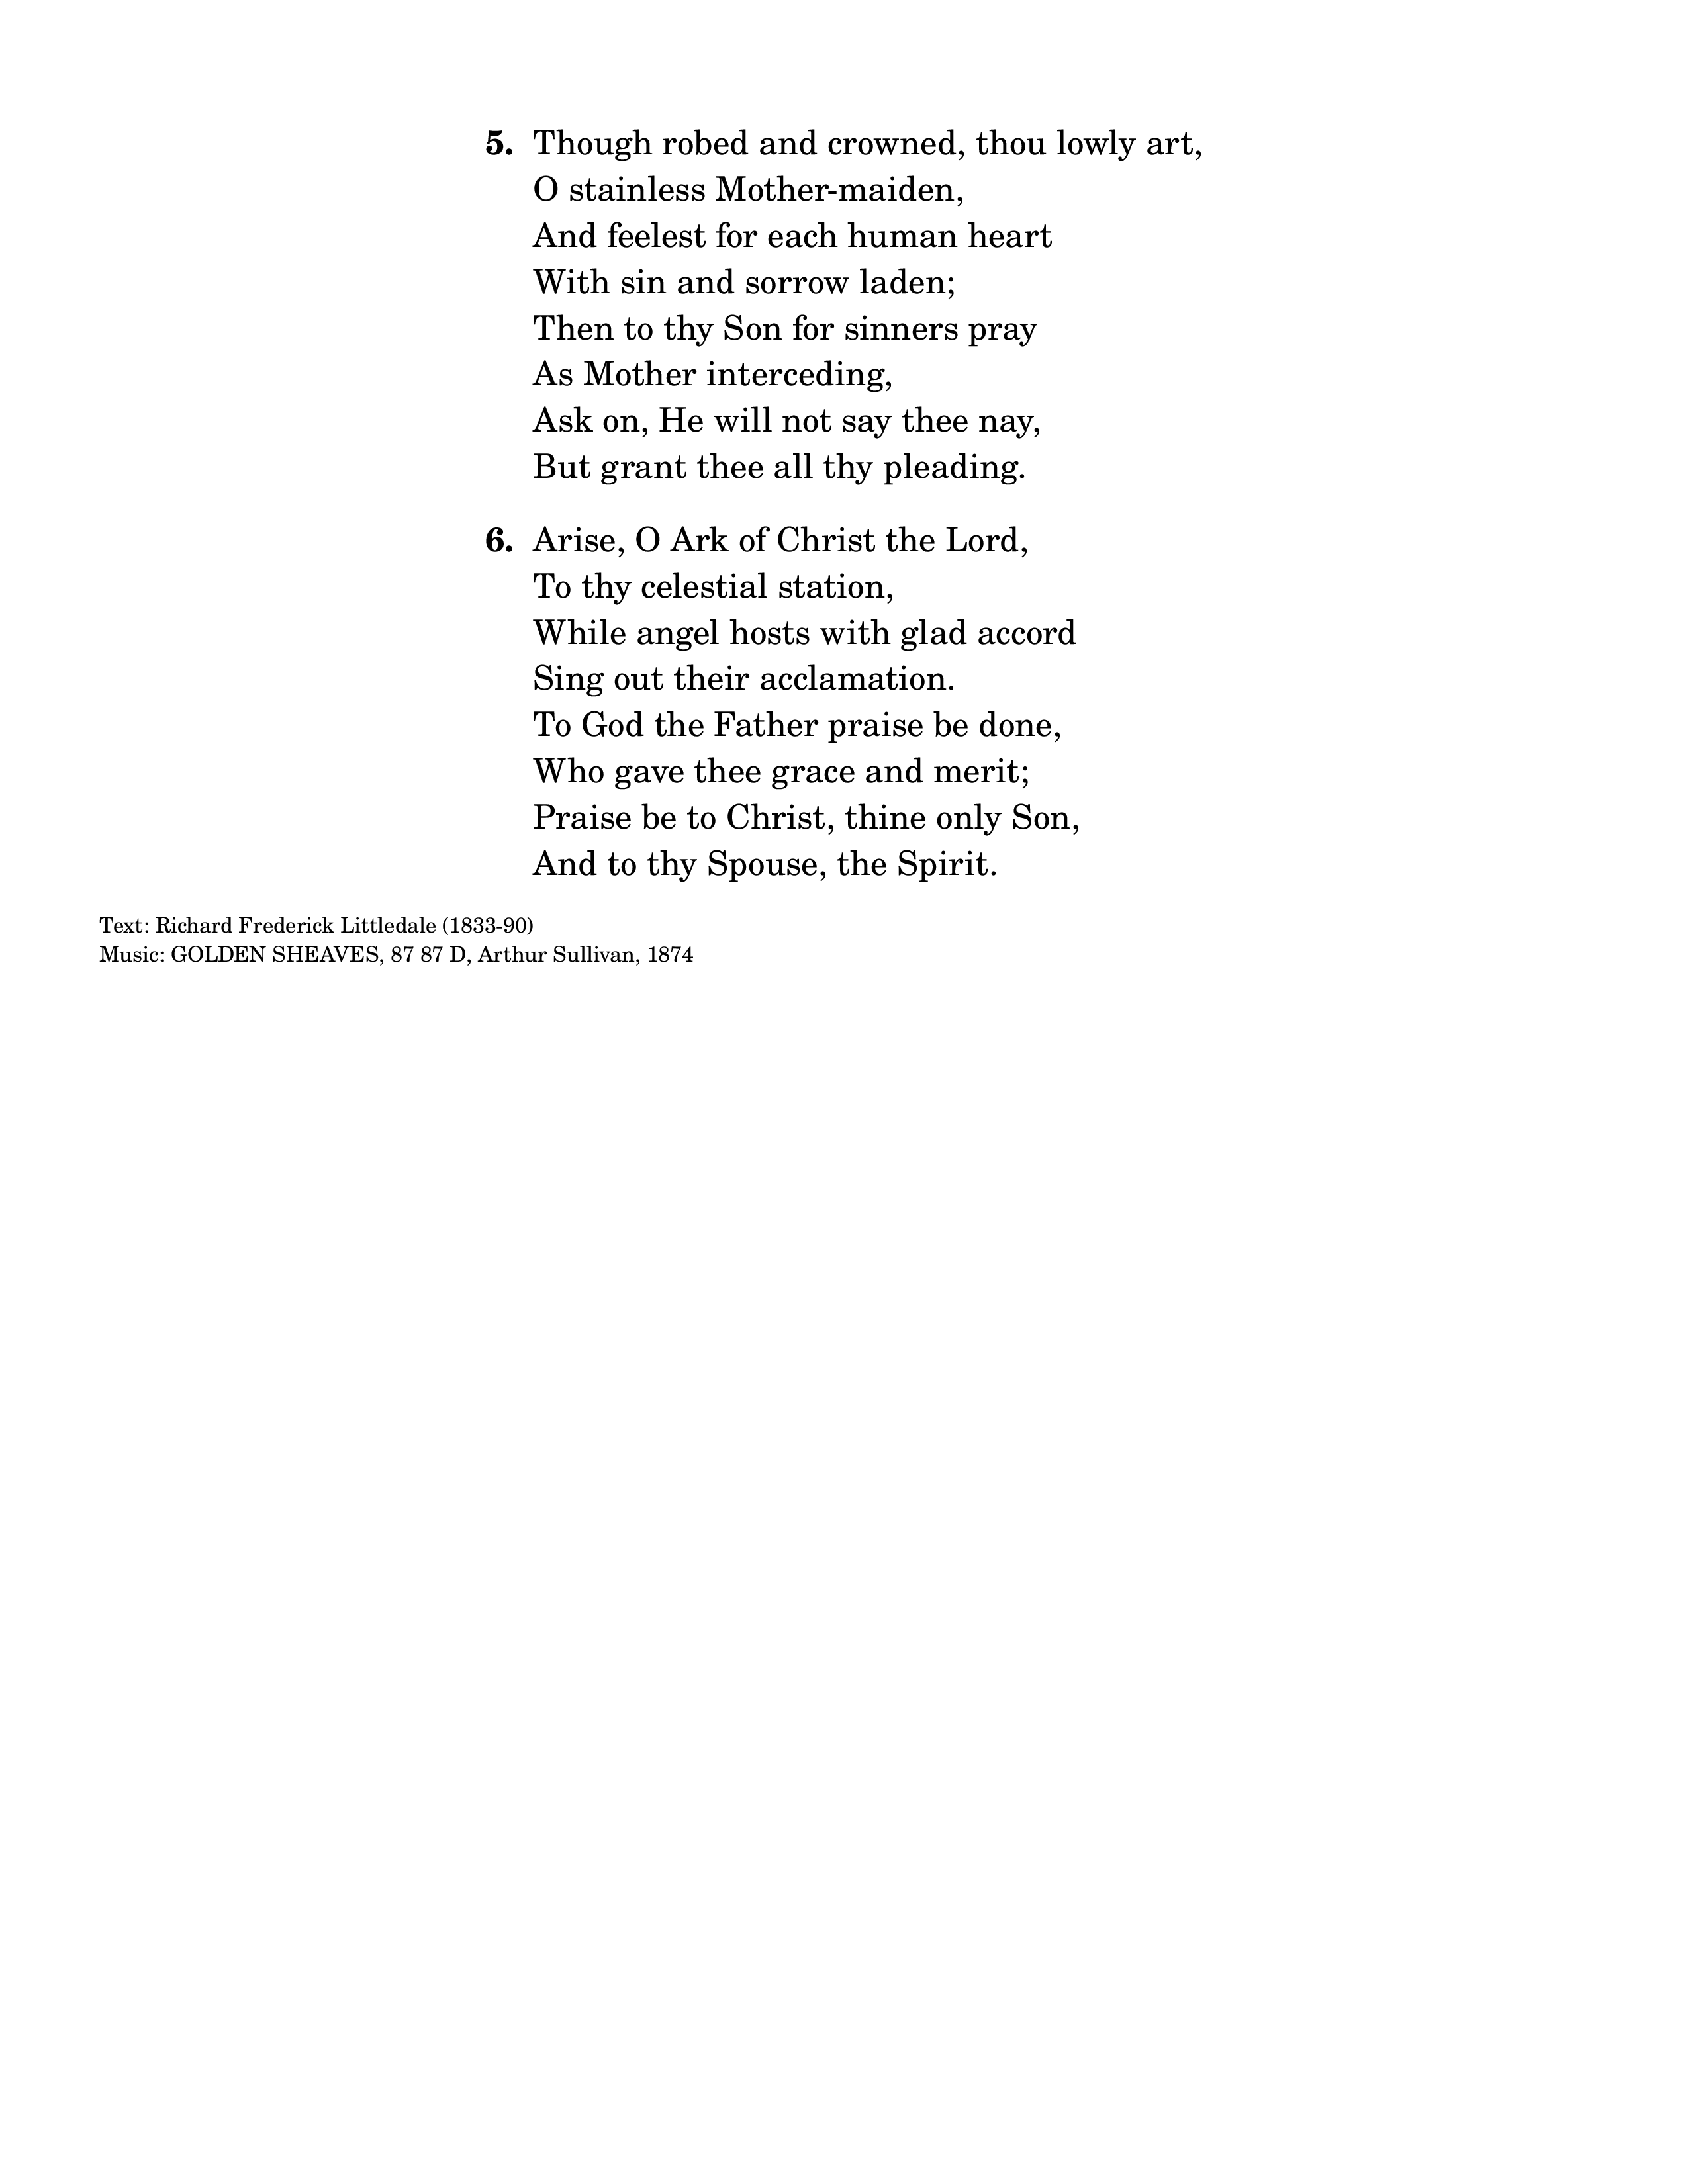 5. Though robed and crowned, thou lowly art,
O stainless Mother-maiden,
And feelest for each human heart
With sin and sorrow laden;
Then to thy Son for sinners pray
As Mother interceding,
Ask on, He will not say thee nay,
But grant thee all thy pleading.
6. Arise, O Ark of Christ the Lord,
To thy celestial station,
While angel hosts with glad accord
Sing out their acclamation.
To God the Father praise be done,
Who gave thee grace and merit;
Praise be to Christ, thine only Son,
And to thy Spouse, the Spirit.
Text: Richard Frederick Littledale (1833-90)
Music: GOLDEN SHEAVES, 87 87 D, Arthur Sullivan, 1874